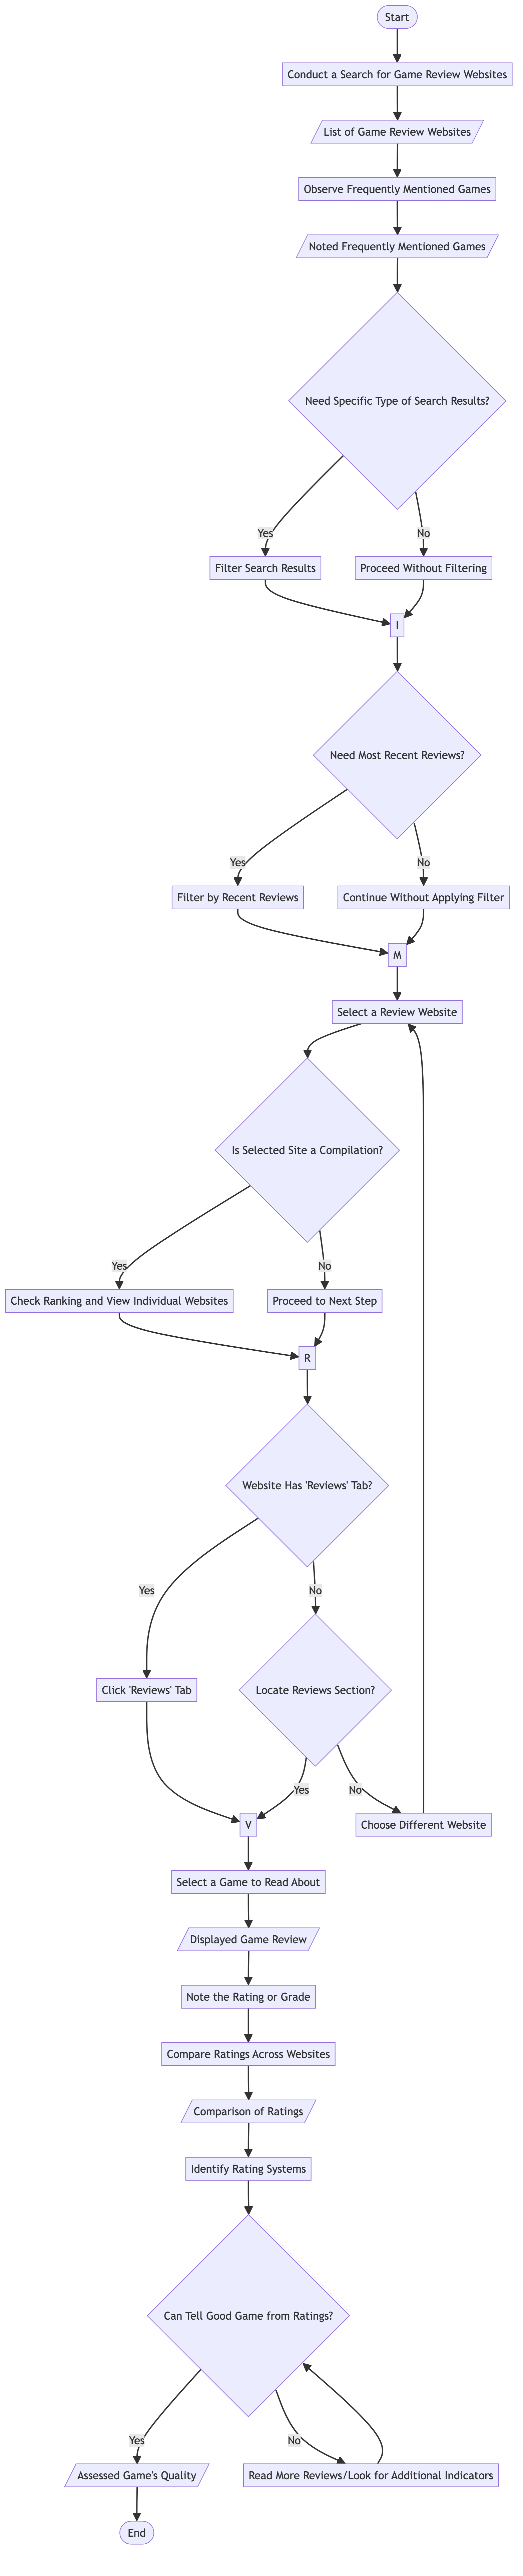 Start
Conduct a Search for Game Review Websites
List of Game Review Websites
Observe Frequently Mentioned Games
Noted Frequently Mentioned Games
Need Specific Type of Search Results?
Yes
No
Filter Search Results
Proceed Without Filtering
I
Need Most Recent Reviews?
Yes
No
Filter by Recent Reviews
Continue Without Applying Filter
M
Select a Review Website
Is Selected Site a Compilation?
Yes
No
Check Ranking and View Individual Websites
Proceed to Next Step
R
Website Has 'Reviews' Tab?
Yes
No
Click 'Reviews' Tab
Locate Reviews Section?
Yes
No
V
Choose Different Website
Select a Game to Read About
Displayed Game Review
Note the Rating or Grade
Compare Ratings Across Websites
Comparison of Ratings
Identify Rating Systems
Can Tell Good Game from Ratings?
Yes
No
Assessed Game's Quality
Read More Reviews/Look for Additional Indicators
End